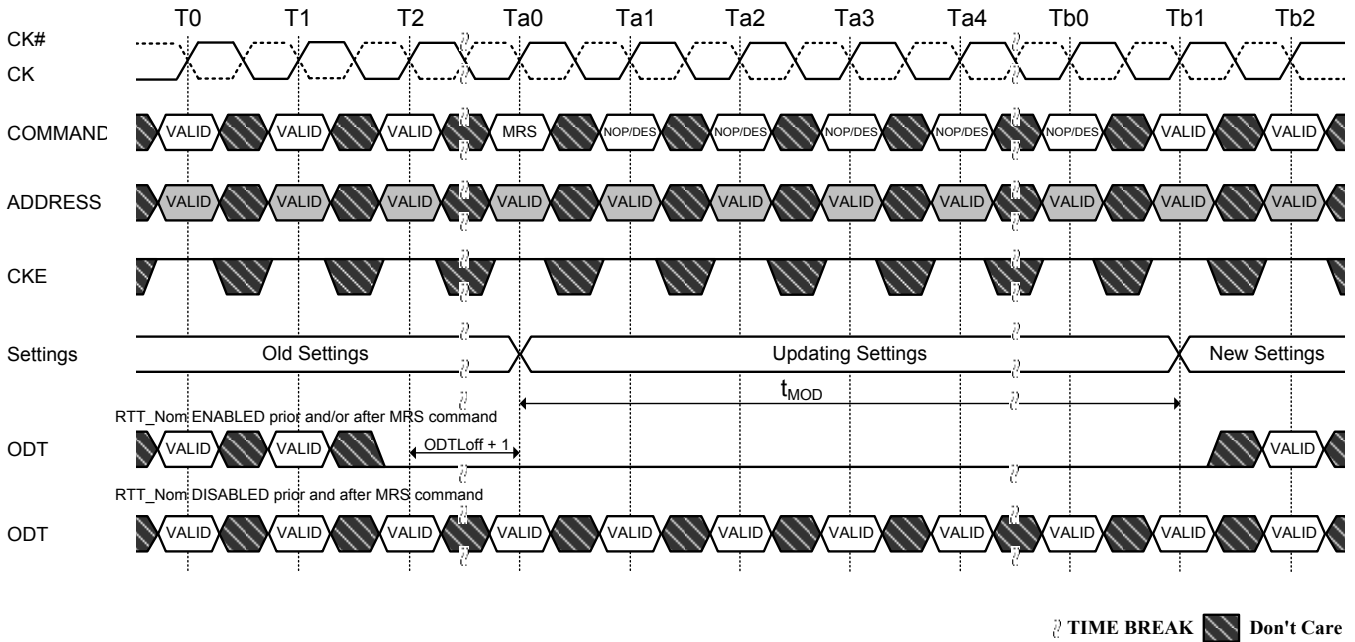 T0 T1 T2 Ta0 Ta1 Ta2 Ta3 Ta4 Tb0 Tb1 Tb2
CK#
CK
COMMAND VALID VALID VALID MRS NOP/DES NOP/DES NOP/DES NOP/DES NOP/DES VALID VALID
ADDRESS VALID VALID VALID VALID VALID VALID VALID VALID VALID VALID VALID
CKE
Settings Old Settings Updating Settings New Settings
tMOD
RTT_Nom ENABLED prior and/or after MRS command
ODT VALID VALID ODTLoff + 1 VALID
RTT_Nom DISABLED prior and after MRS command
ODT VALID VALID VALID VALID VALID VALID VALID VALID VALID VALID VALID
TIME BREAK Don't Care